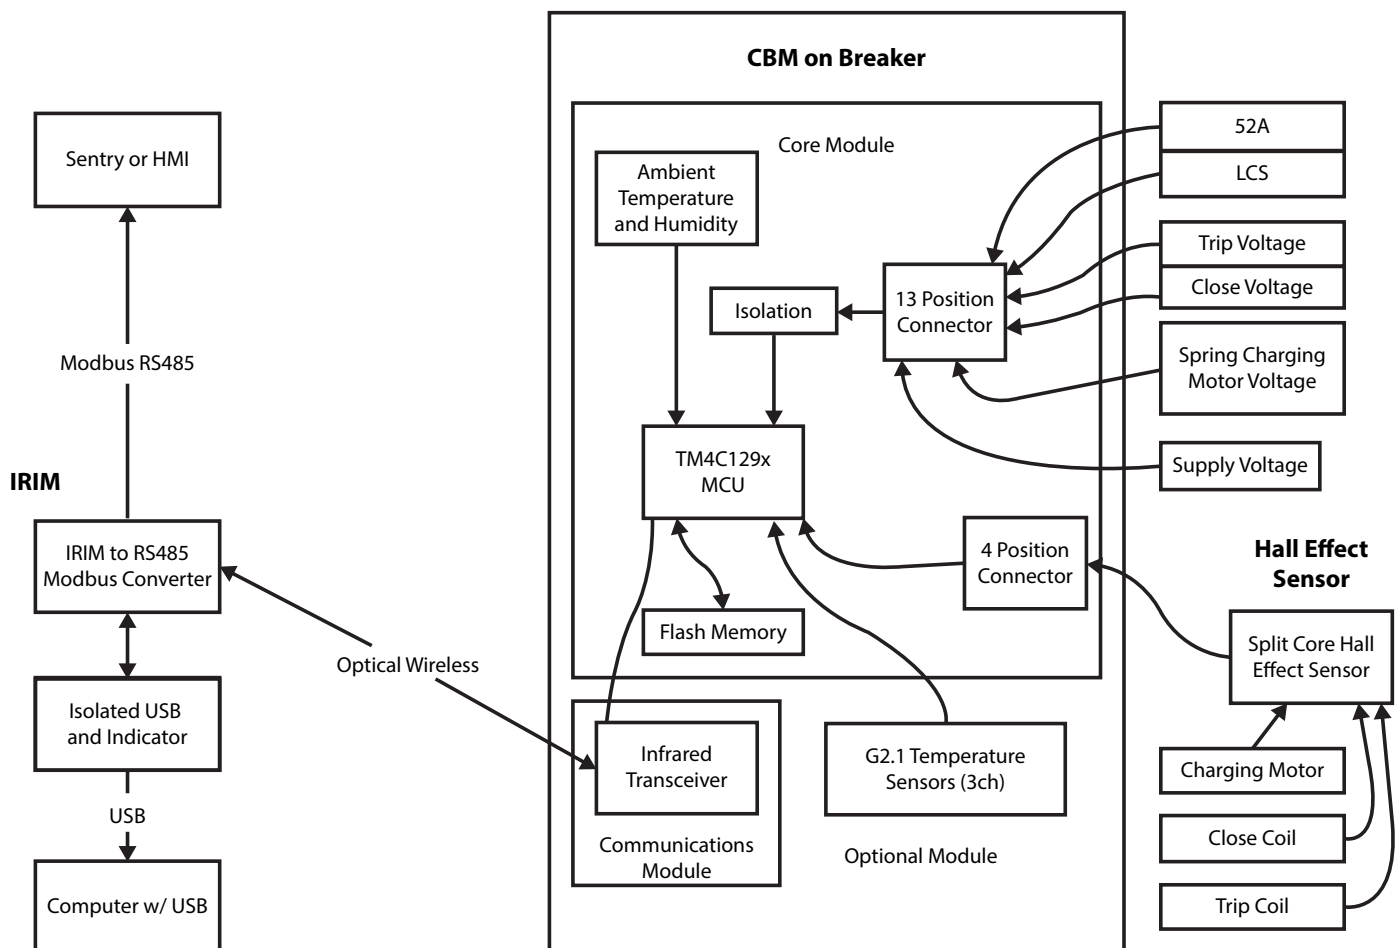 CBM on Breaker
Core Module
Sentry or HMI
Modbus RS485
IRIM
IRIM to RS485
Modbus Converter
Isolated USB
and Indicator
USB
Computer w/ USB
Optical Wireless
Ambient
Temperature
and Humidity
Isolation
13 Position
Connector
TM4C129x
MCU
4 Position
Connector
Flash Memory
Infrared
Transceiver
Communications
Module
G2.1 Temperature
Sensors (3ch)
Optional Module
52A
LCS
Trip Voltage
Close Voltage
Spring Charging
Motor Voltage
Supply Voltage
Hall Effect
Sensor
Split Core Hall
Effect Sensor
Charging Motor
Close Coil
Trip Coil